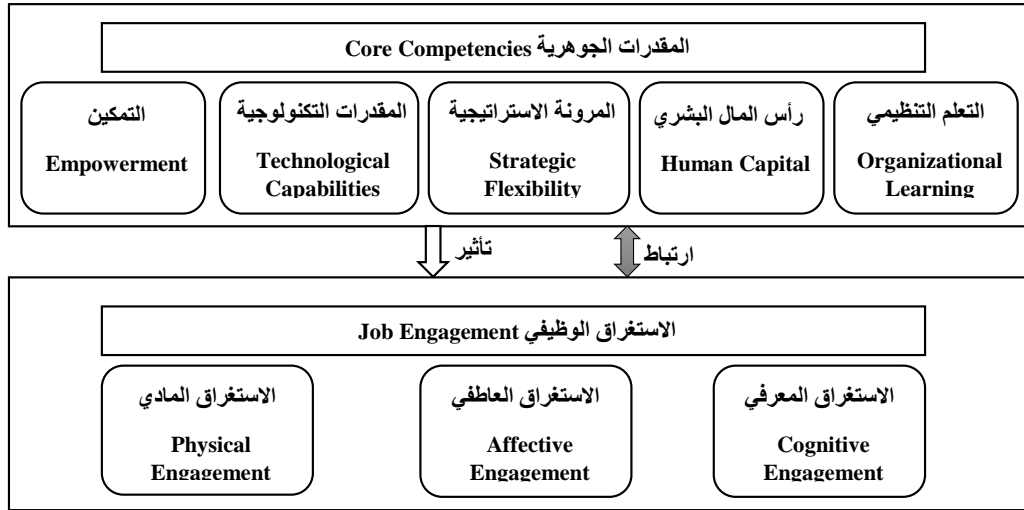 المقدرات الجوهرية Core Competencies
التعلم التنظيمي
Organizational
Learning
رأس المال البشري
Human Capital
المرونة الاستراتيجية
Strategic
Flexibility
المقدرات التكنولوجية
Technological
Capabilities
التمكين
Empowerment
ارتباط
تأثير
الاستغراق الوظيفي Job Engagement
الاستغراق المعرفي
Cognitive
Engagement
الاستغراق العاطفي
Affective
Engagement
الاستغراق المادي
Physical
Engagement